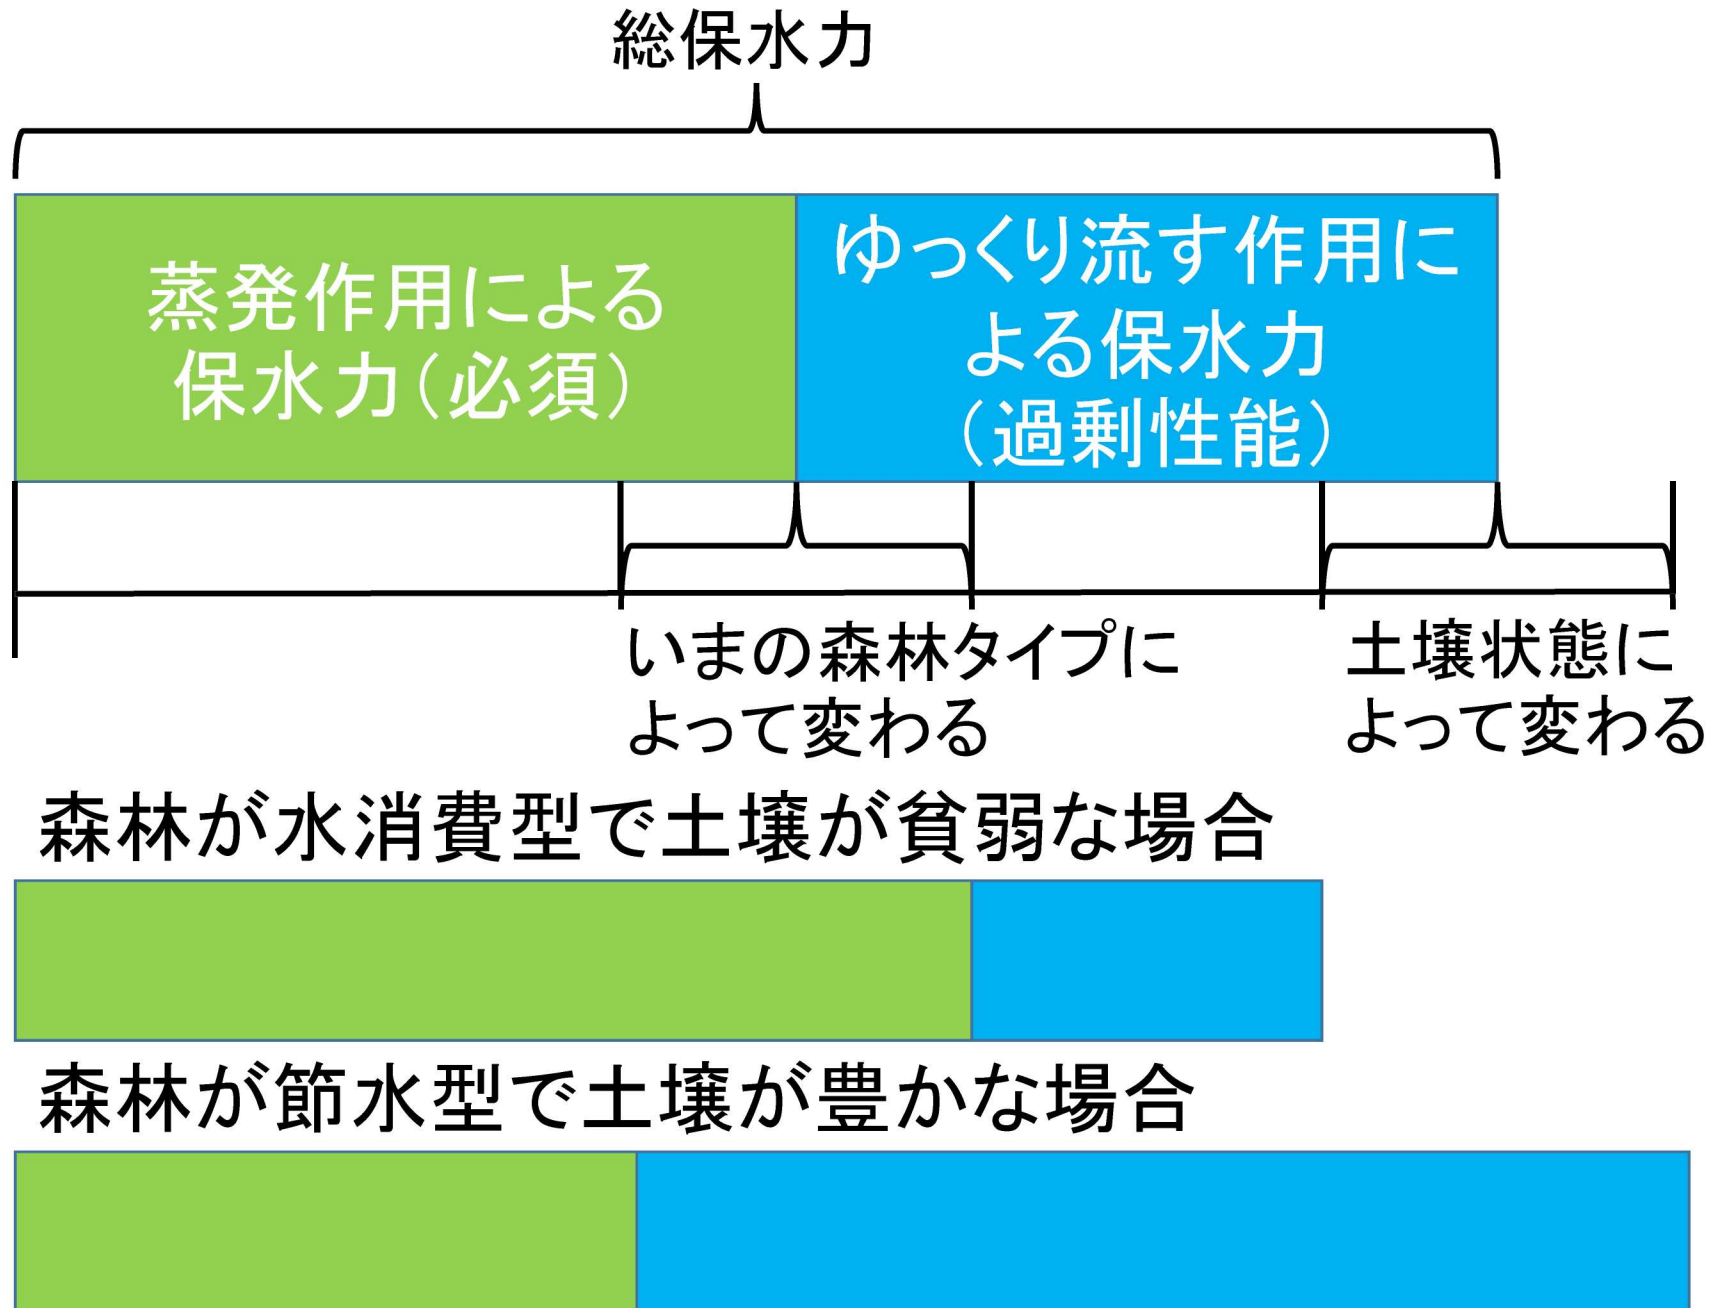 総保水力
蒸発作用による
保水力（必須）
ゆっくり流す作用に
よる保水力
（過剰性能）
いまの森林タイプに
よって変わる
土壌状態に
よって変わる
森林が水消費型で土壌が貧弱な場合
森林が節水型で土壌が豊かな場合